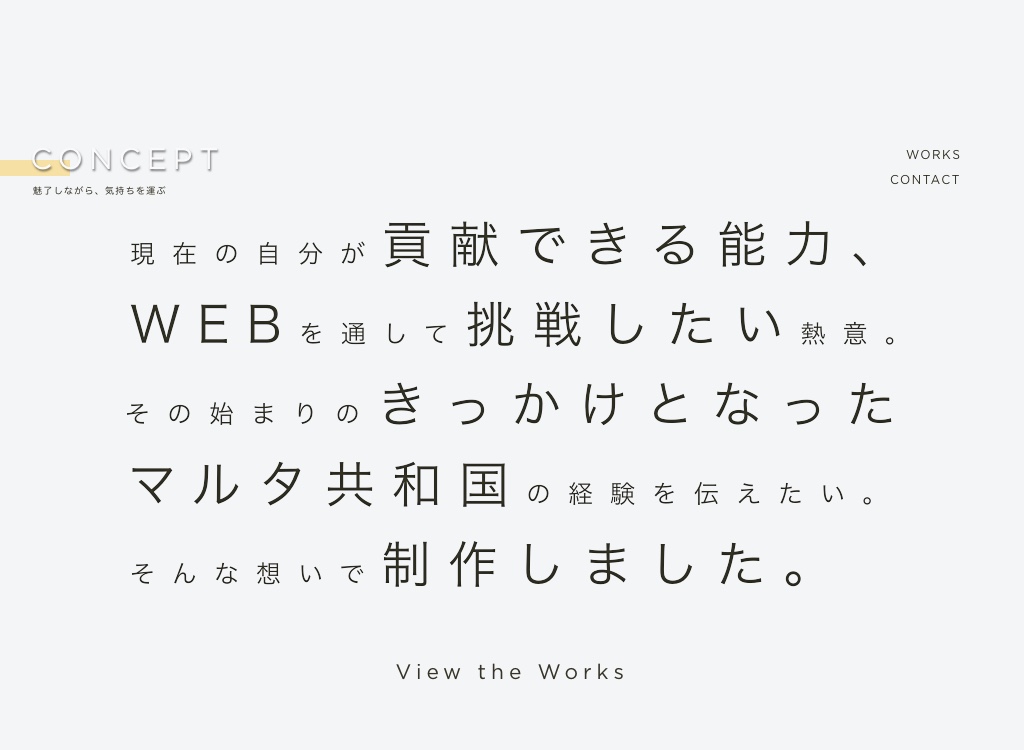 CONCEPT
魅了しながら、気持ちを運ぶ
WORKS
CONTACT
現在の自分が貢献できる能力、
WEBを通して挑戦したい熱意。
その始まりのきっかけとなった
マルタ共和国の経験を伝えたい。
そんな想いで制作しました。
View the Works